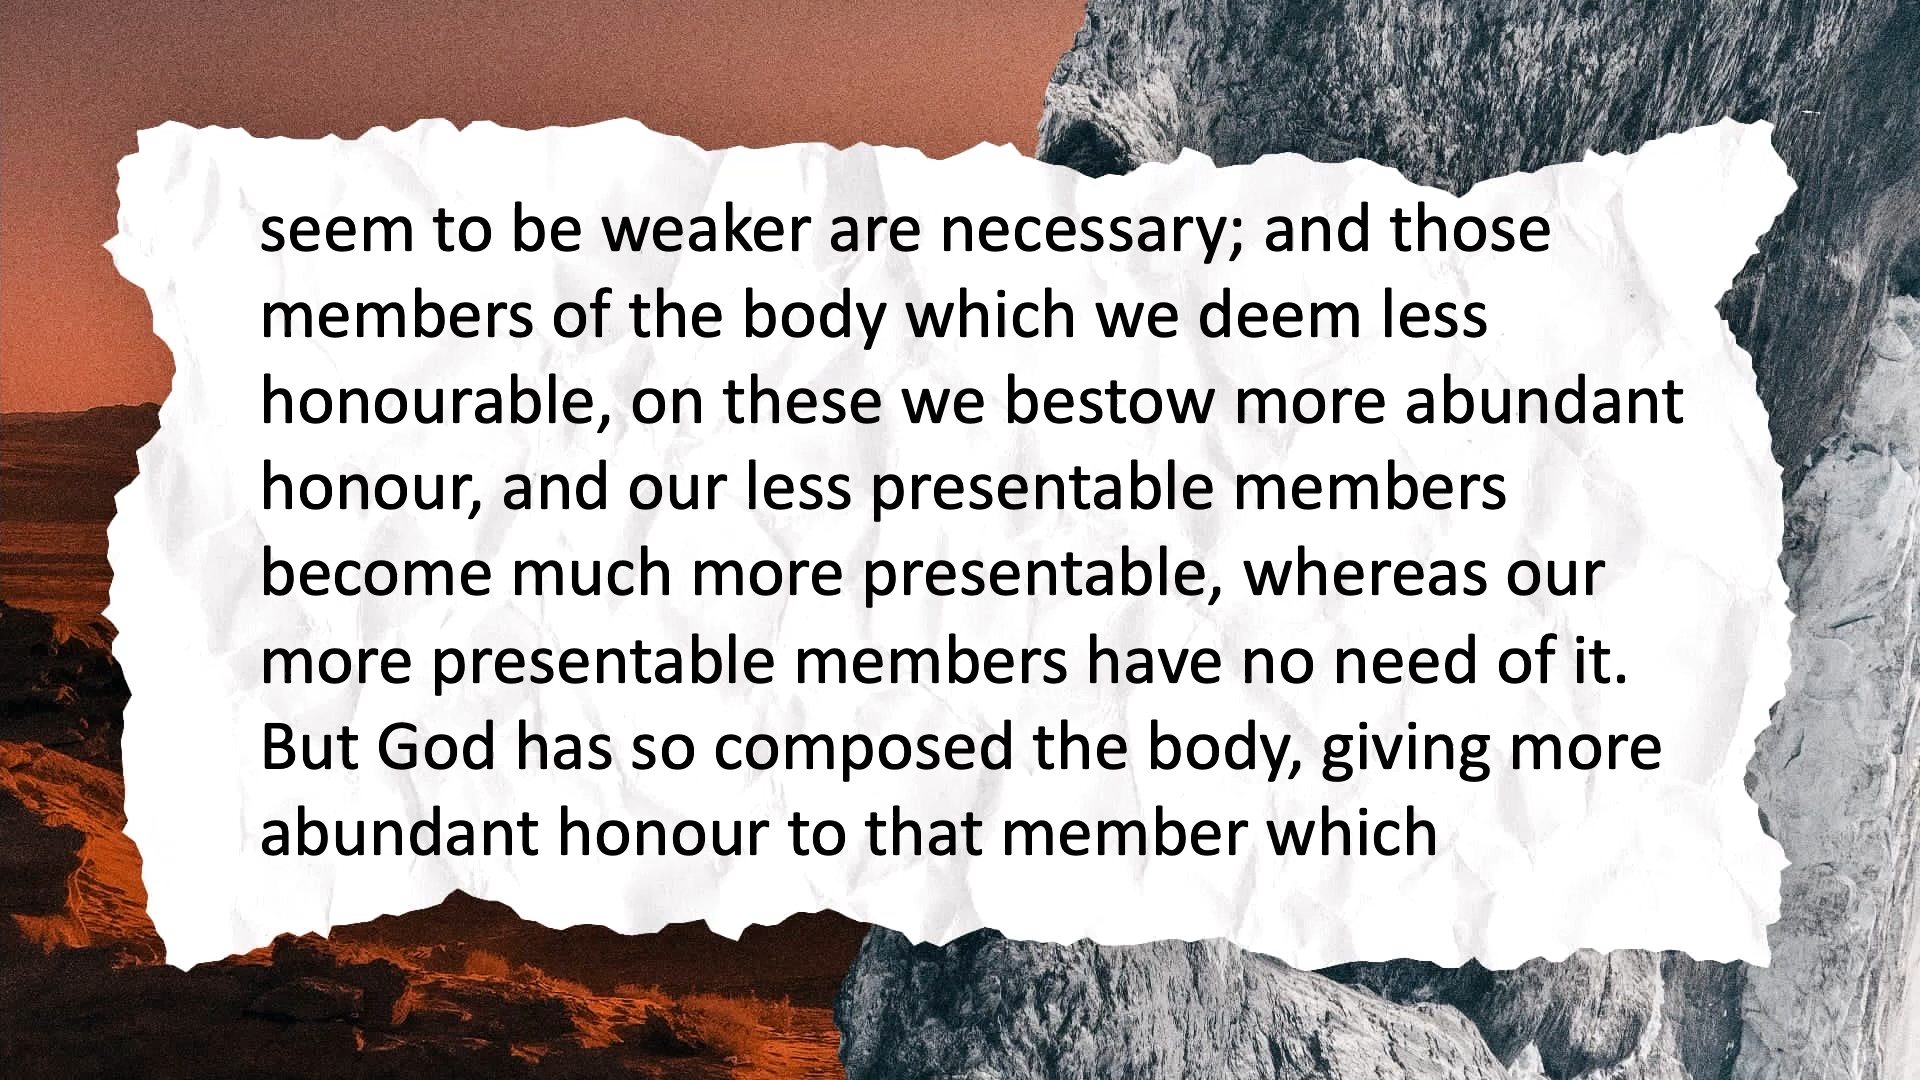 seem to be weaker are necessary; and those
members of the body which we deem less
honourable, on these we bestow more abundant
honour, and our less presentable members
become much more presentable, whereas our
more presentable members have no need of it.
But God has so composed the body, giving more
abundant honour to that member which